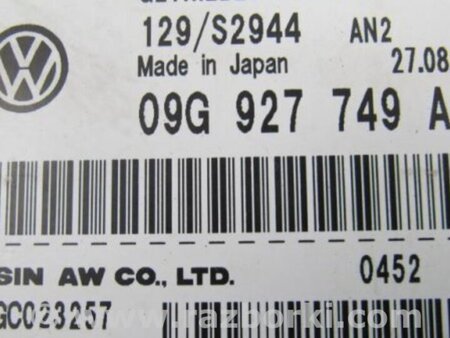 129/S2944 AN2
Made in Japan 27.08
09G 927 749 A
SIN AW CO., LTD. 0452
GC023257
www.razborki.com